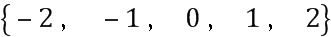 {−2, −1, 0, 1, 2}